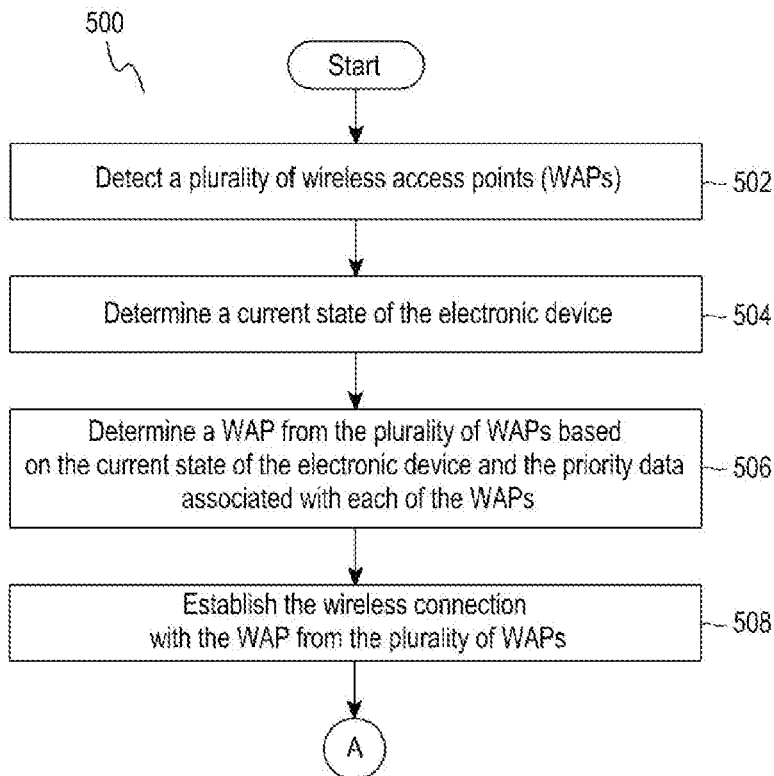 500
Start
Detect a plurality of wireless access points (WAPs)
502
Determine a current state of the electronic device
504
Determine a WAP from the plurality of WAPs based
on the current state of the electronic device and the priority data
associated with each of the WAPs
506
Establish the wireless connection
with the WAP from the plurality of WAPs
508
A